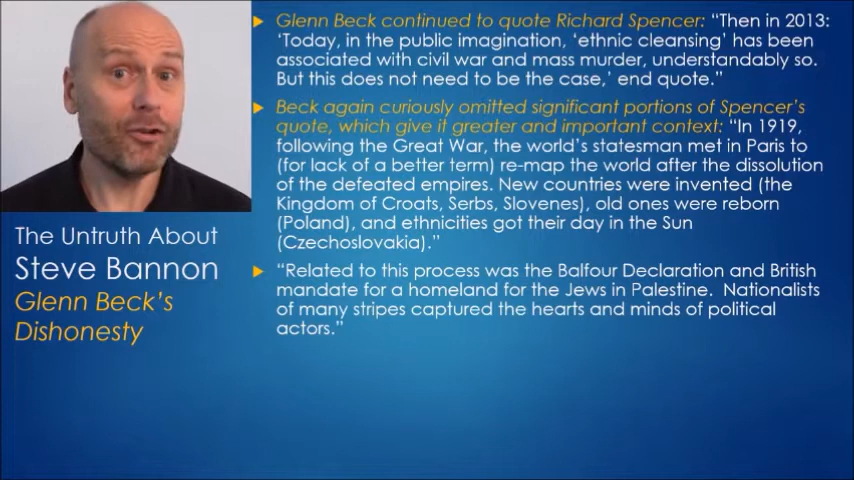 Glenn Beck continued to quote Richard Spencer: “Then in 2013:
‘Today, in the public imagination, ‘ethnic cleansing’ has been
associated with civil war and mass murder, understandably so.
But this does not need to be the case,’ end quote.”
Beck again curiously omitted significant portions of Spencer’s
quote, which give it greater and important context: “In 1919,
following the Great War, the world’s statesman met in Paris to
(for lack of a better term) re-map the world after the dissolution
of the defeated empires. New countries were invented (the
Kingdom of Croats, Serbs, Slovenes), old ones were reborn
(Poland), and ethnicities got their day in the Sun
(Czechoslovakia).”
“Related to this process was the Balfour Declaration and British
mandate for a homeland for the Jews in Palestine.  Nationalists
of many stripes captured the hearts and minds of political
actors.”
The Untruth About
Steve Bannon
Glenn Beck’s
Dishonesty